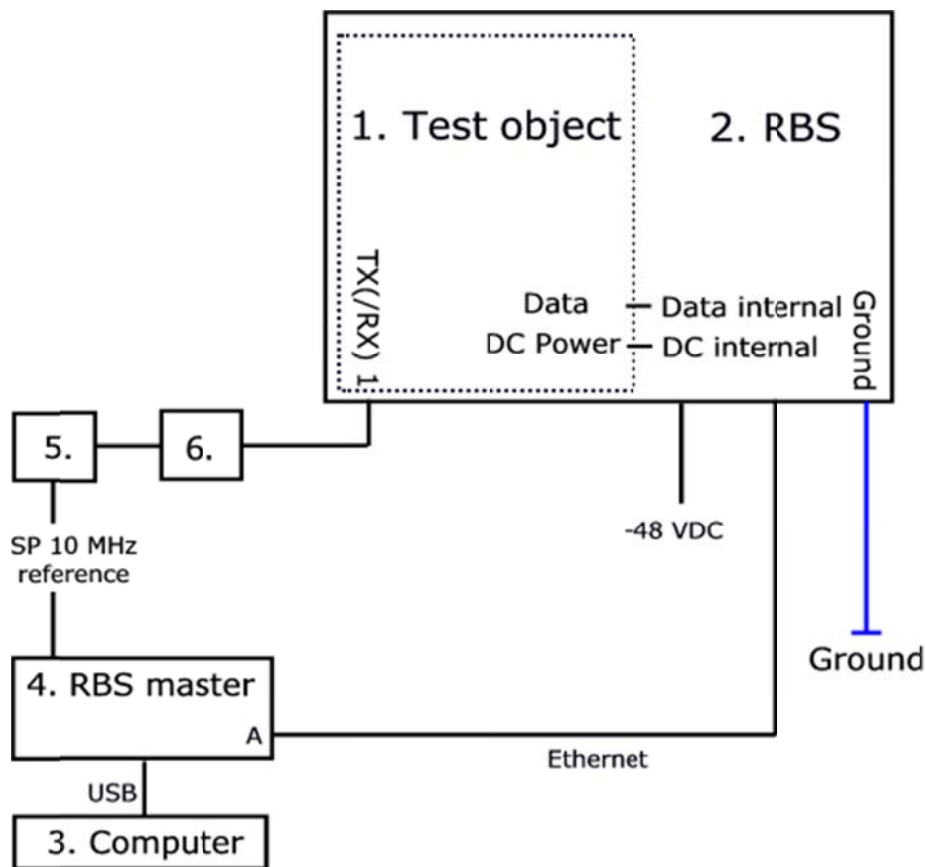 1. Test object
2. RBS
TX(/RX) 1
Data
Data internal
DC Power
DC internal
Ground
5.
6.
SP 10 MHz
reference
-48 VDC
Ground
4. RBS master
A
Ethernet
USB
3. Computer